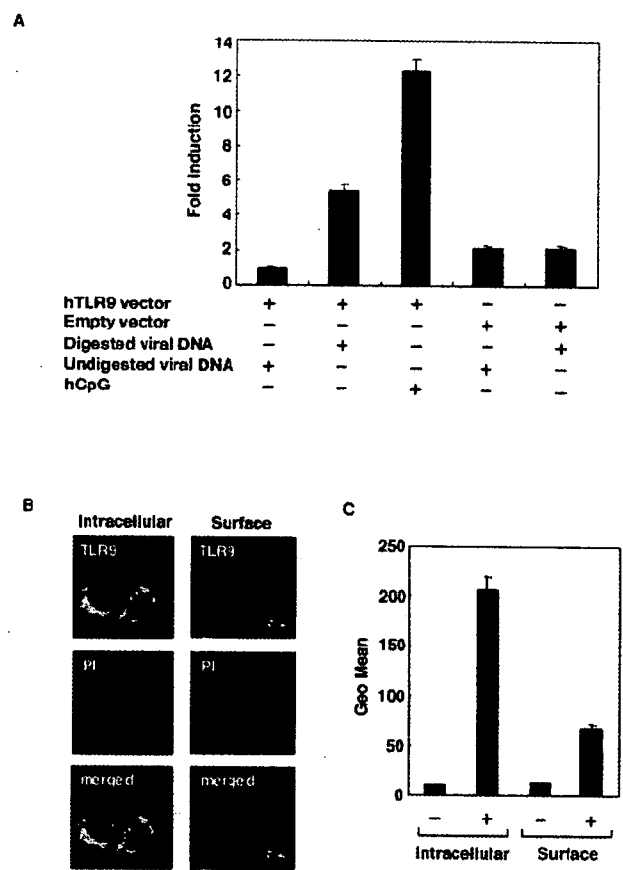 A
Fold induction
14
12
10
8
6
4
2
0
hTLR9 vector + + + − −
Empty vector − − − + +
Digested viral DNA − + − − +
Undigested viral DNA + − − + −
hCpG − − + − −
B
Intracellular Surface
TLR9 TLR9
PI PI
merged merged
C
Geo Mean
250
200
150
100
50
0
− + − +
Intracellular Surface